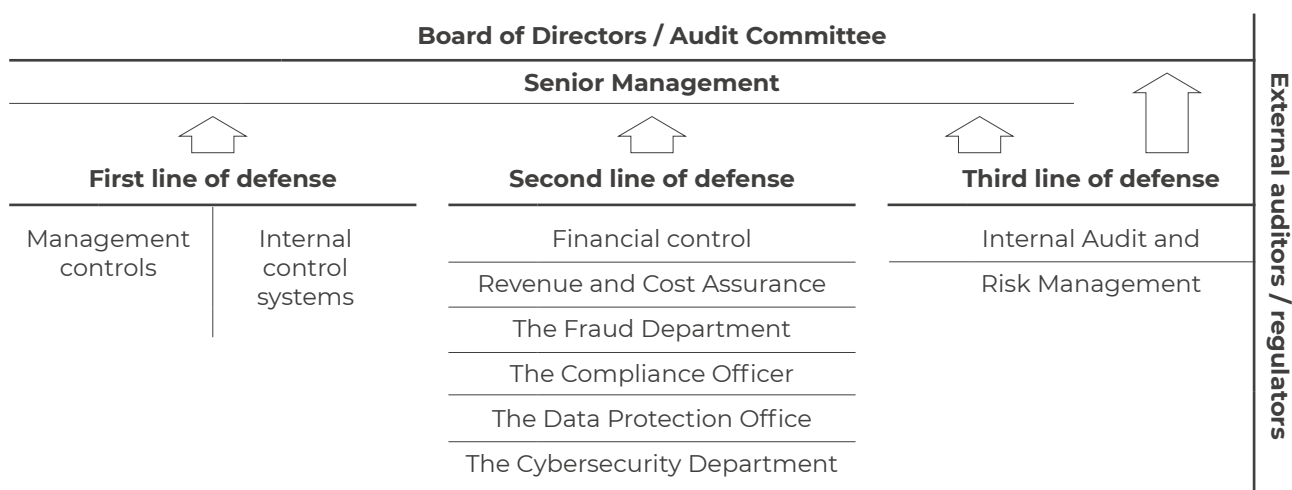 Board of Directors / Audit Committee
Senior Management
First line of defense
Management
controls
Internal
control
systems
Second line of defense
Financial control
Revenue and Cost Assurance
The Fraud Department
The Compliance Officer
The Data Protection Office
The Cybersecurity Department
Third line of defense
Internal Audit and
Risk Management
External auditors / regulators